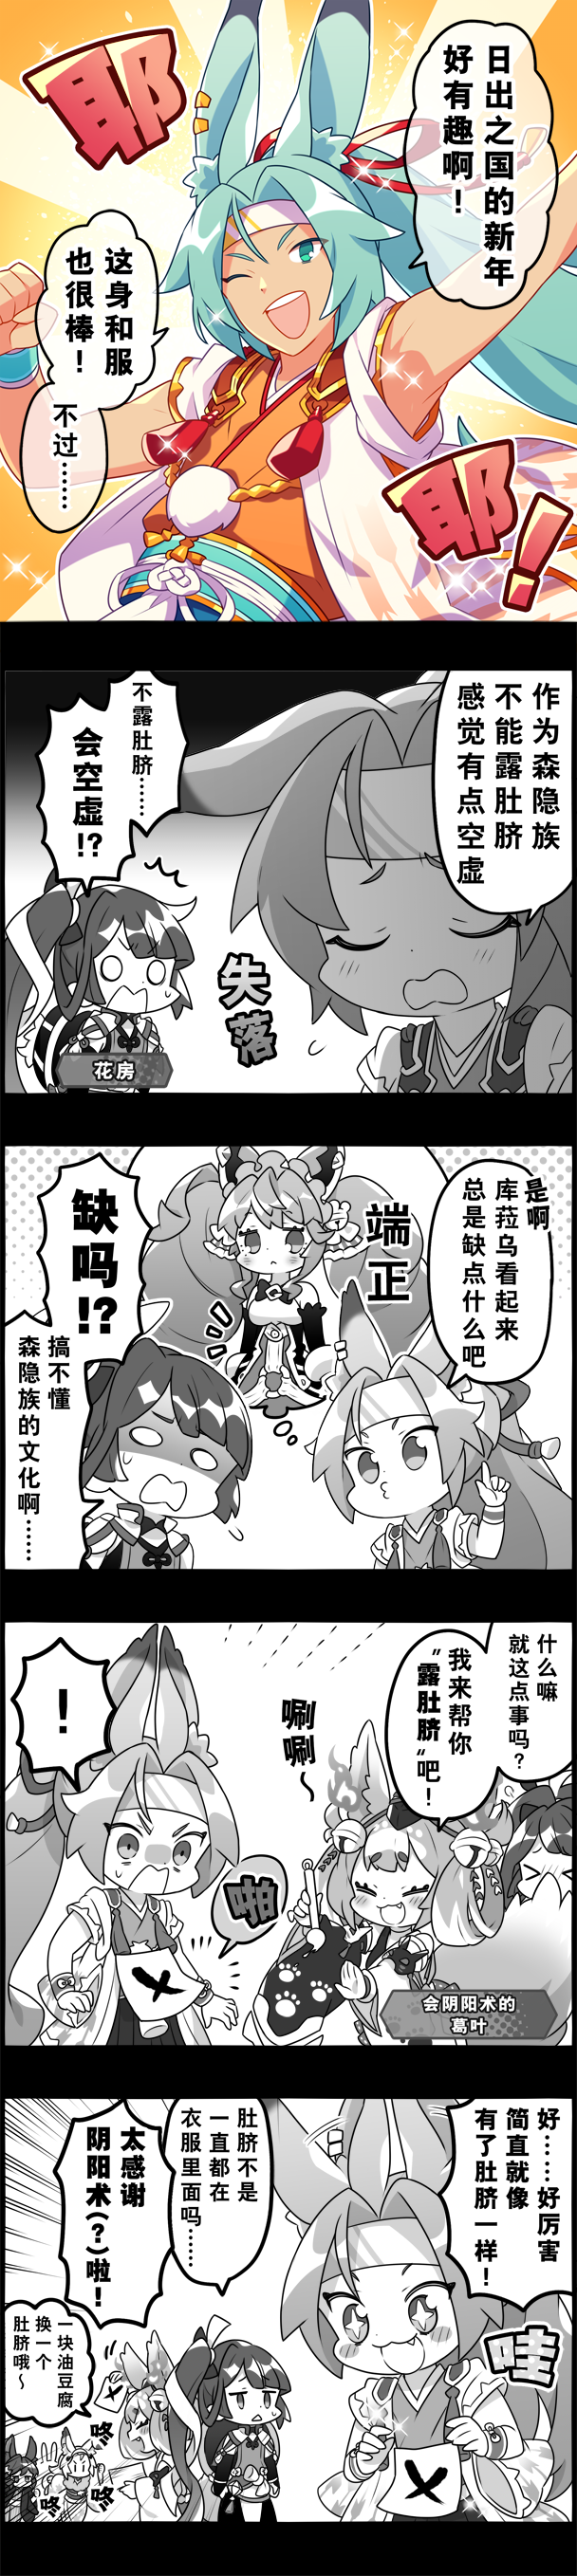 日出之国的新年
好有趣啊！
耶
这身和服
也很棒！
不过……
耶！
作为森隐族
不能露肚脐
感觉有点空虚
不露肚脐……
会空虚!?
失落
花房
是啊
库菈乌看起来
总是缺点什么吧
端正
缺吗!?
搞不懂
森隐族的文化啊……
什么嘛
就这点事吗？
我来帮你
“露肚脐”吧！
唰唰～
！
啪
会阴阳术的
葛叶
好……好厉害
简直就像
有了肚脐一样！
哇
肚脐不是
一直都在
衣服里面吗……
太感谢
阴阳术(？)啦！
一块油豆腐
换一个
肚脐哦～
咚
咚
咚